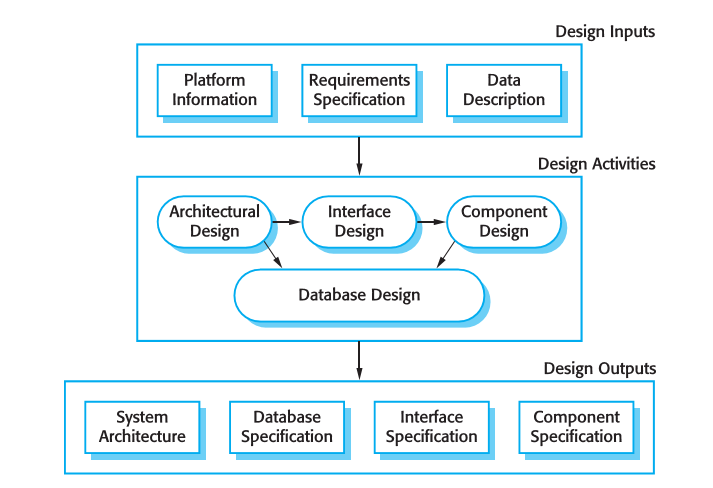 Design Inputs
Platform
Information
Requirements
Specification
Data
Description
Design Activities
Architectural
Design
Interface
Design
Component
Design
Database Design
Design Outputs
System
Architecture
Database
Specification
Interface
Specification
Component
Specification